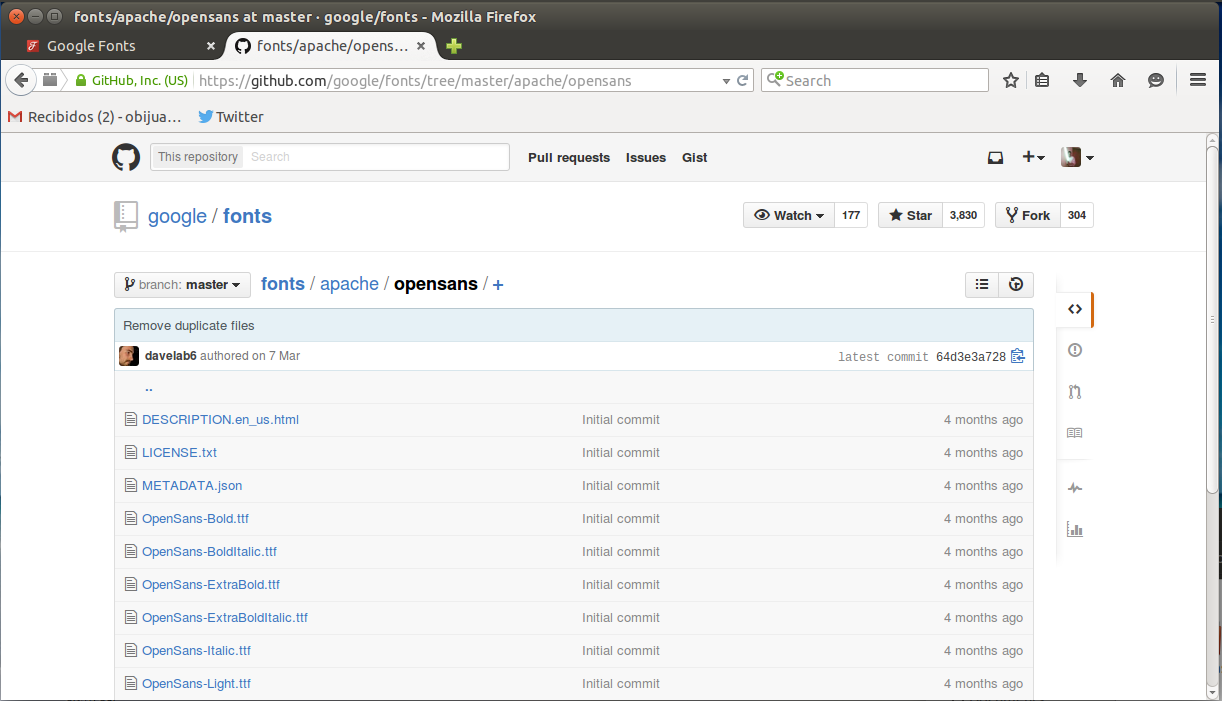 fonts/apache/opensans at master · google/fonts - Mozilla Firefox
Google Fonts × fonts/apache/opens... ×
GitHub, Inc. (US) https://github.com/google/fonts/tree/master/apache/opensans Search
Recibidos (2) - obijua... Twitter
This repository Search Pull requests Issues Gist
google / fonts Watch 177 Star 3,830 Fork 304
branch: master fonts / apache / opensans / +
Remove duplicate files
davelab6 authored on 7 Mar latest commit 64d3e3a728
..
DESCRIPTION.en_us.html Initial commit 4 months ago
LICENSE.txt Initial commit 4 months ago
METADATA.json Initial commit 4 months ago
OpenSans-Bold.ttf Initial commit 4 months ago
OpenSans-BoldItalic.ttf Initial commit 4 months ago
OpenSans-ExtraBold.ttf Initial commit 4 months ago
OpenSans-ExtraBoldItalic.ttf Initial commit 4 months ago
OpenSans-Italic.ttf Initial commit 4 months ago
OpenSans-Light.ttf Initial commit 4 months ago